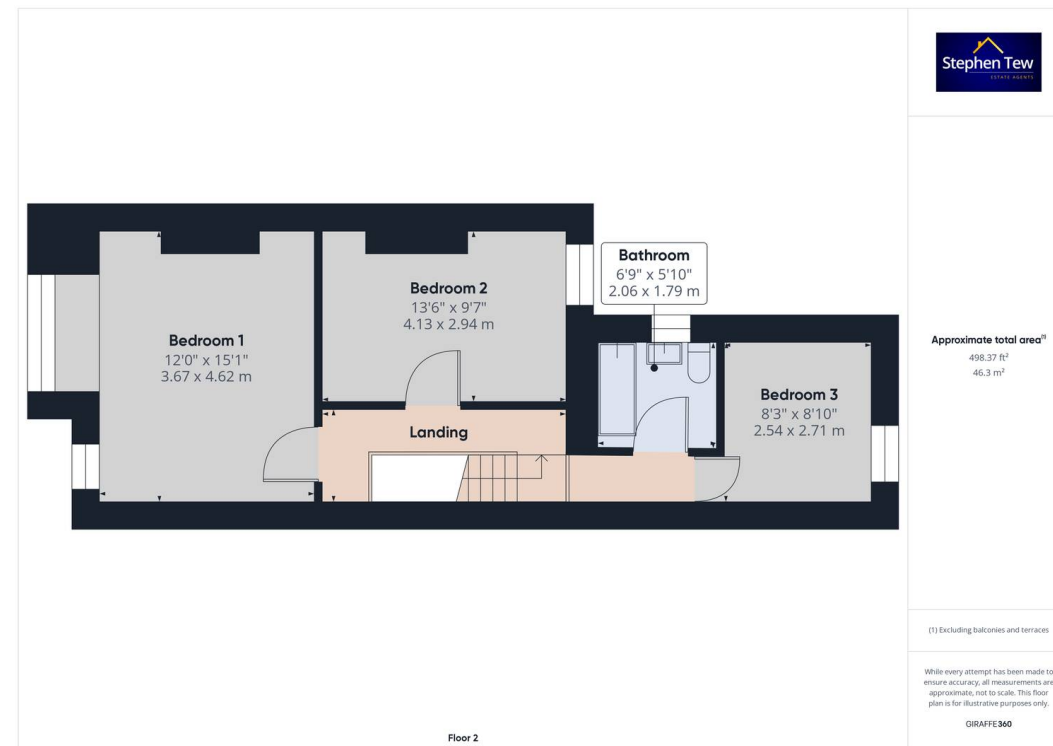 Stephen Tew
ESTATE AGENTS
Bathroom
6'9" x 5'10"
2.06 x 1.79 m
Bedroom 2
13'6" x 9'7"
4.13 x 2.94 m
Bedroom 1
12'0" x 15'1"
3.67 x 4.62 m
Bedroom 3
8'3" x 8'10"
2.54 x 2.71 m
Landing
Approximate total area(1)
498.37 ft²
46.3 m²
(1) Excluding balconies and terraces
While every attempt has been made to
ensure accuracy, all measurements are
approximate, not to scale. This floor
plan is for illustrative purposes only.
GIRAFFE360
Floor 2